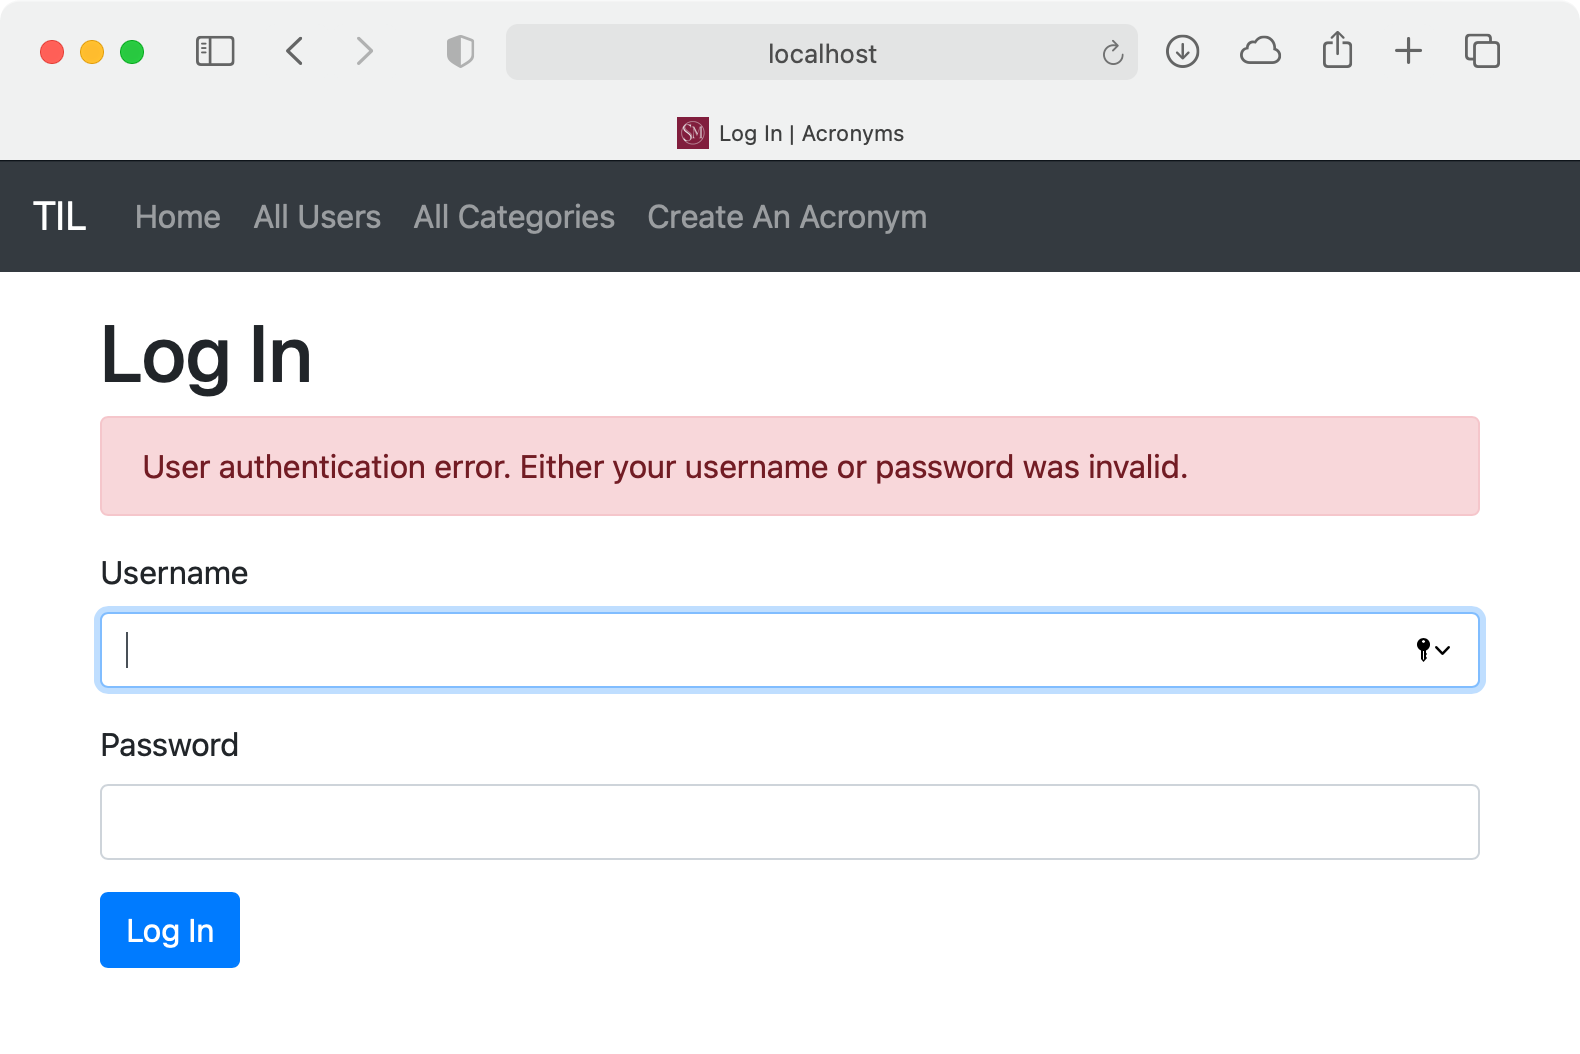 localhost
SM Log In | Acronyms
TIL Home All Users All Categories Create An Acronym
Log In
User authentication error. Either your username or password was invalid.
Username
Password
Log In